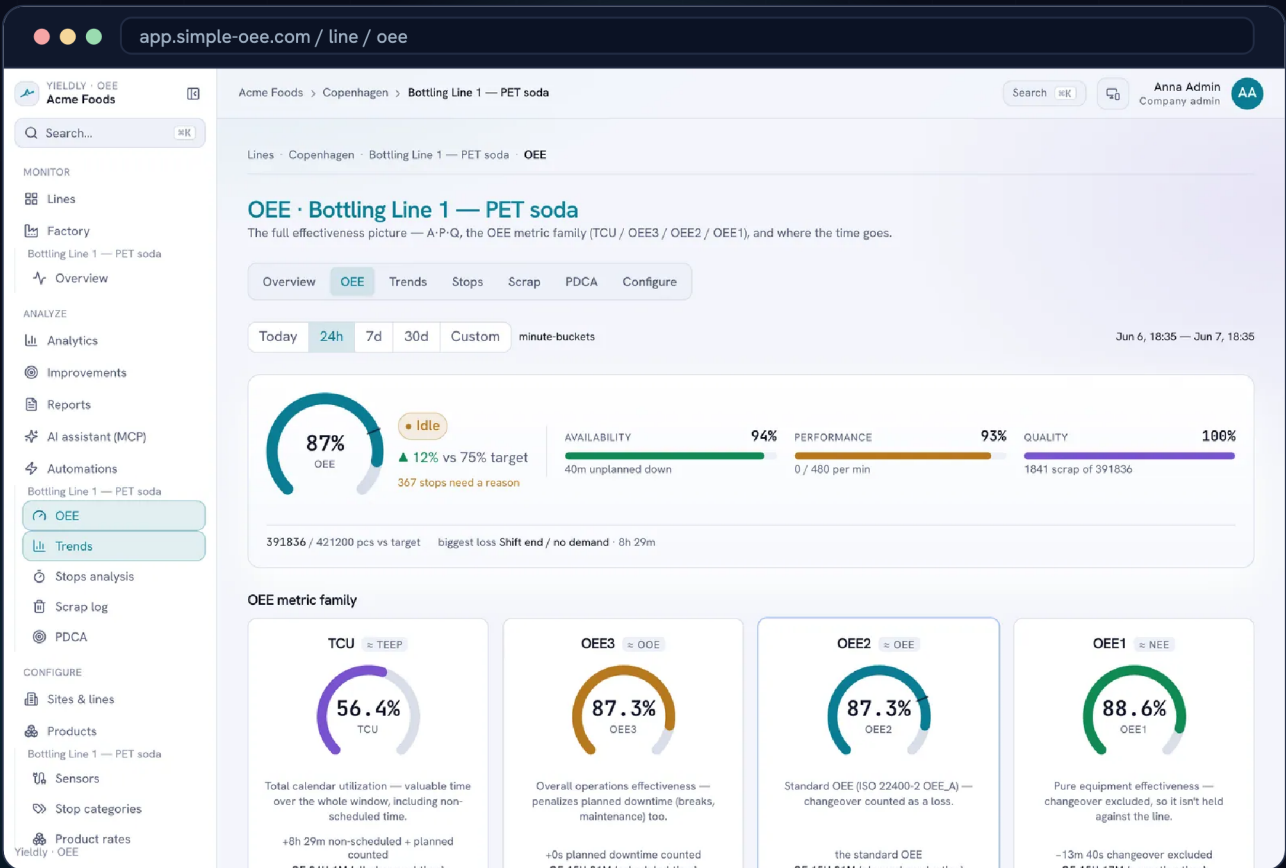 app.simple-oee.com / line / oee
YIELDLY · OEE
Acme Foods
Search... ⌘K
MONITOR
Lines
Factory
Bottling Line 1 — PET soda
Overview
ANALYZE
Analytics
Improvements
Reports
AI assistant (MCP)
Automations
Bottling Line 1 — PET soda
OEE
Trends
Stops analysis
Scrap log
PDCA
CONFIGURE
Sites & lines
Products
Bottling Line 1 — PET soda
Sensors
Stop categories
Product rates
Yieldly · OEE
Acme Foods › Copenhagen › Bottling Line 1 — PET soda
Search ⌘K
Anna Admin
Company admin
AA
Lines · Copenhagen · Bottling Line 1 — PET soda · OEE
OEE · Bottling Line 1 — PET soda
The full effectiveness picture — A·P·Q, the OEE metric family (TCU / OEE3 / OEE2 / OEE1), and where the time goes.
Overview OEE Trends Stops Scrap PDCA Configure
Today 24h 7d 30d Custom minute-buckets Jun 6, 18:35 — Jun 7, 18:35
87%
OEE
Idle
▲ 12% vs 75% target
367 stops need a reason
AVAILABILITY 94%
40m unplanned down
PERFORMANCE 93%
0 / 480 per min
QUALITY 100%
1841 scrap of 391836
391836 / 421200 pcs vs target biggest loss Shift end / no demand · 8h 29m
OEE metric family
TCU ≈ TEEP
56.4%
TCU
Total calendar utilization — valuable time
over the whole window, including non-
scheduled time.
+8h 29m non-scheduled + planned
counted
OEE3 ≈ OOE
87.3%
OEE3
Overall operations effectiveness —
penalizes planned downtime (breaks,
maintenance) too.
+0s planned downtime counted
OEE2 ≈ OEE
87.3%
OEE2
Standard OEE (ISO 22400-2 OEE_A) —
changeover counted as a loss.
the standard OEE
OEE1 ≈ NEE
88.6%
OEE1
Pure equipment effectiveness —
changeover excluded, so it isn't held
against the line.
−13m 40s changeover excluded